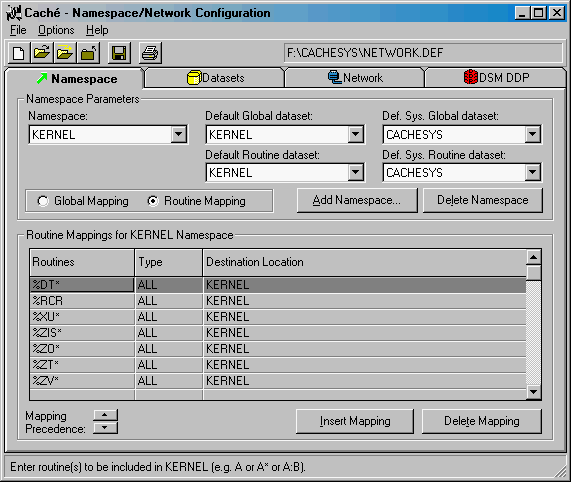 Caché - Namespace/Network Configuration
File Options Help
F:\CACHESYS\NETWORK.DEF
Namespace Datasets Network DSM DDP
Namespace Parameters
Namespace: Default Global dataset: Def. Sys. Global dataset:
KERNEL KERNEL CACHESYS
Default Routine dataset: Def. Sys. Routine dataset:
KERNEL CACHESYS
Global Mapping Routine Mapping Add Namespace... Delete Namespace
Routine Mappings for KERNEL Namespace
Routines Type Destination Location
%DT* ALL KERNEL
%RCR ALL KERNEL
%XU* ALL KERNEL
%ZIS* ALL KERNEL
%ZO* ALL KERNEL
%ZT* ALL KERNEL
%ZV* ALL KERNEL
Mapping
Precedence: Insert Mapping Delete Mapping
Enter routine(s) to be included in KERNEL (e.g. A or A* or A:B).